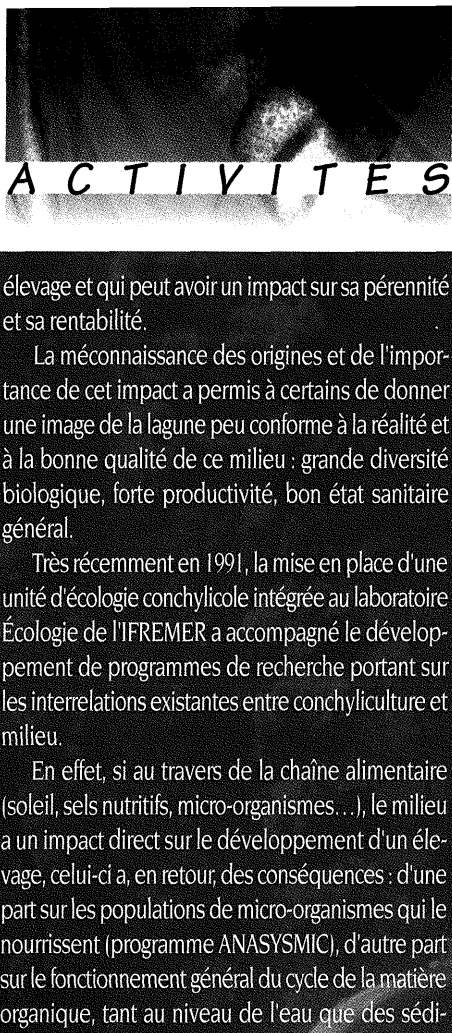 ACTIVITES
élevage et qui peut avoir un impact sur sa pérennité
et sa rentabilité.
La méconnaissance des origines et de l'impor-
tance de cet impact a permis à certains de donner
une image de la lagune peu conforme à la réalité et
à la bonne qualité de ce milieu : grande diversité
biologique, forte productivité, bon état sanitaire
général.
Très récemment en 1991, la mise en place d'une
unité d'écologie conchylicole intégrée au laboratoire
Écologie de l'IFREMER a accompagné le dévelop-
pement de programmes de recherche portant sur
les interrelations existantes entre conchyliculture et
milieu.
En effet, si au travers de la chaîne alimentaire
(soleil, sels nutritifs, micro-organismes...), le milieu
a un impact direct sur le développement d'un éle-
vage, celui-ci a, en retour, des conséquences : d'une
part sur les populations de micro-organismes qui le
nourrissent (programme ANASYSMIC), d'autre part
sur le fonctionnement général du cycle de la matière
organique, tant au niveau de l'eau que des sédi-